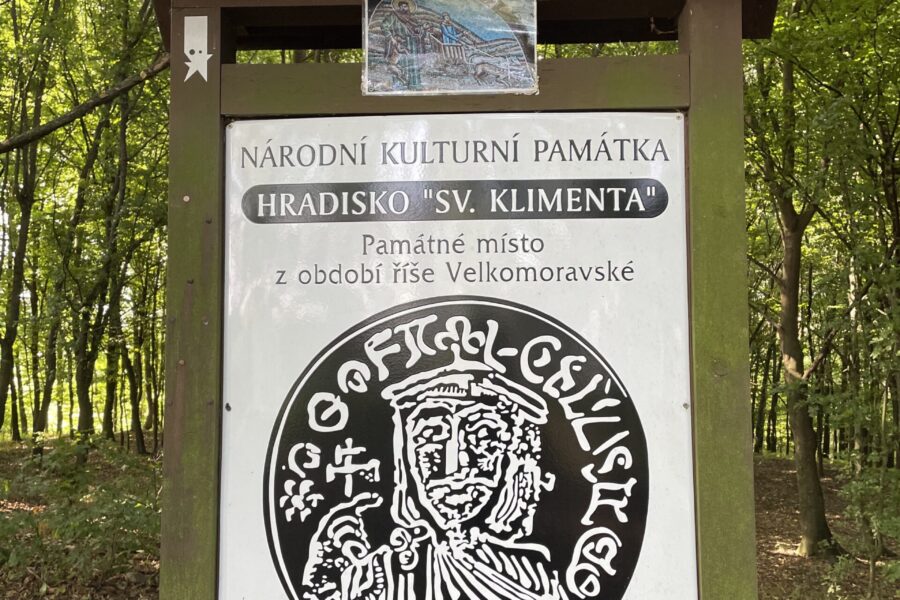 NÁRODNÍ KULTURNÍ PAMÁTKA
HRADISKO "SV. KLIMENTA"
Památné místo
z období říše Velkomoravské